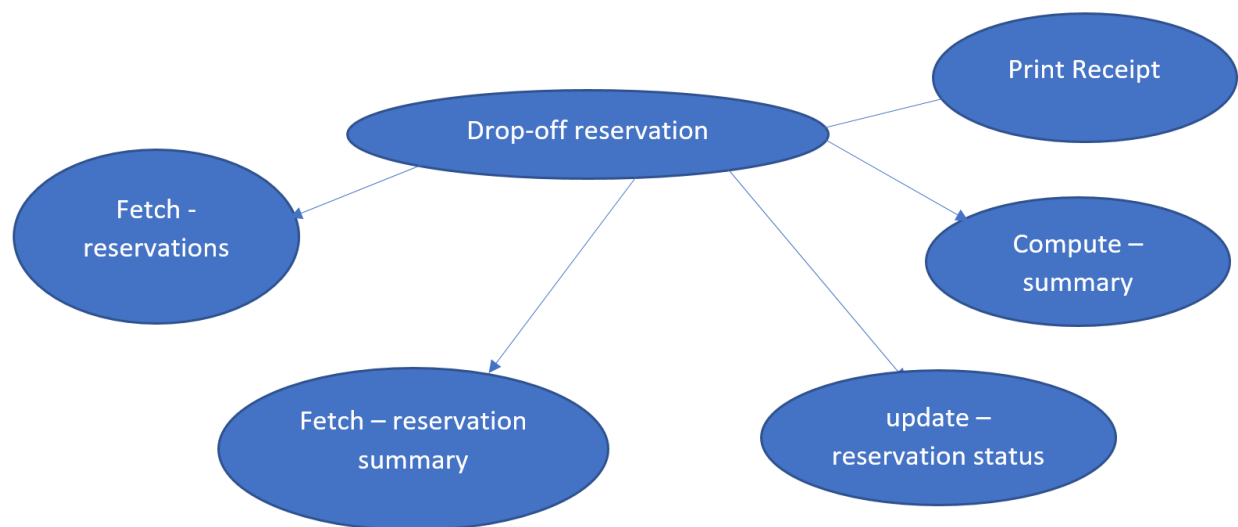 Print Receipt
Drop-off reservation
Fetch -
reservations
Compute –
summary
Fetch – reservation
summary
update –
reservation status